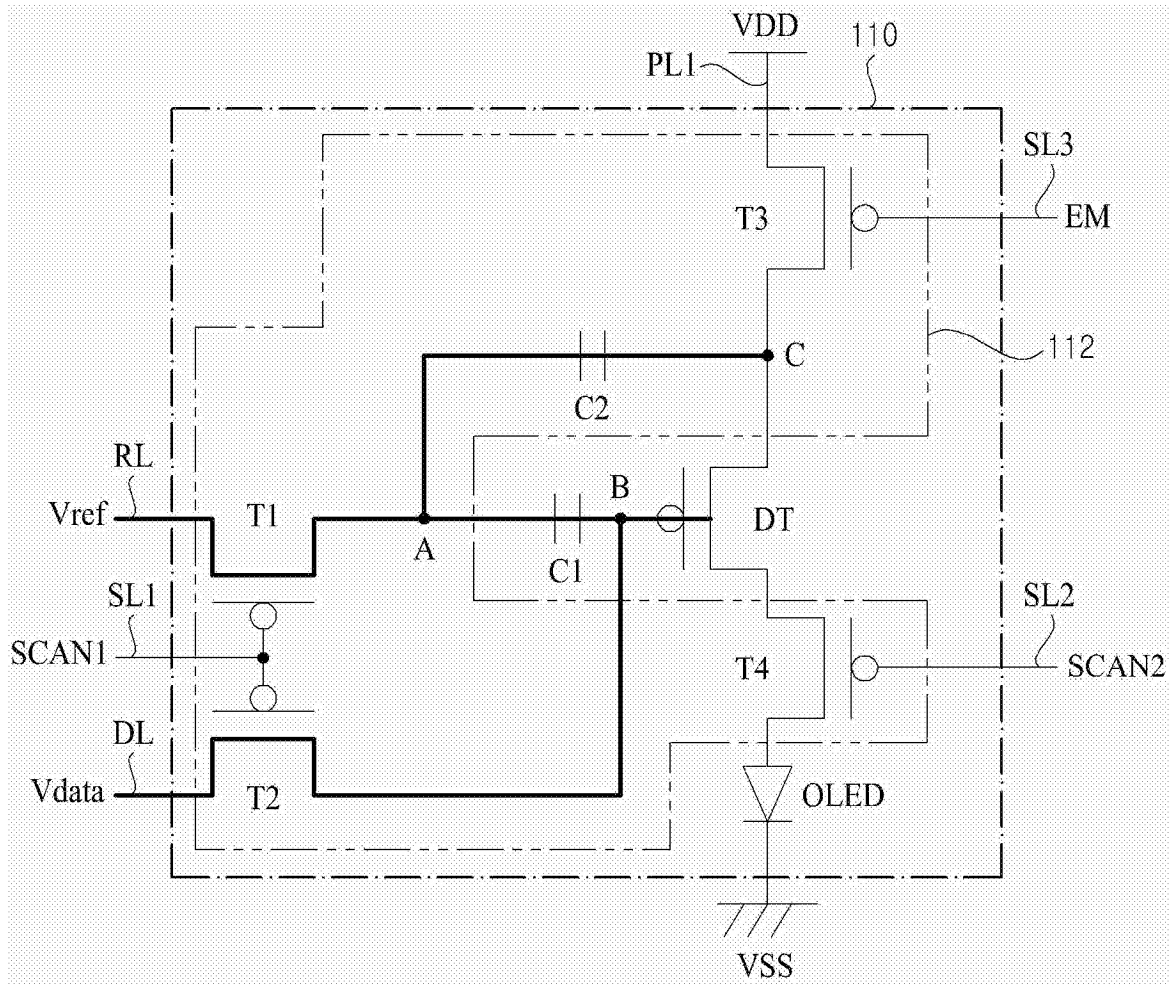 VDD
110
PL1
SL3
T3
EM
C
112
C2
RL
B
Vref
T1
DT
A
C1
SL1
SL2
SCAN1
T4
SCAN2
DL
Vdata
T2
OLED
VSS